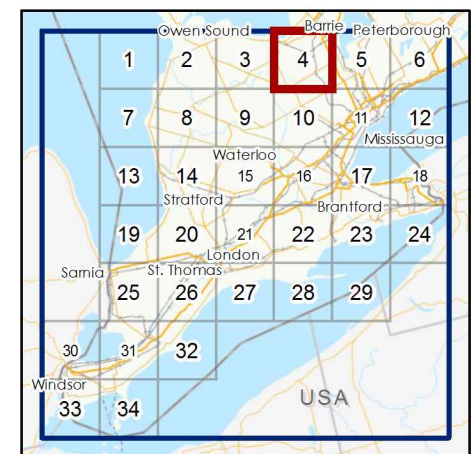 Owen Sound Barrie Peterborough
1 2 3 4 5 6
7 8 9 10 11 12
Mississauga
Waterloo
13 14 15 16 17 18
Stratford Brantford
19 20 21 22 23 24
London
Sarnia St. Thomas
25 26 27 28 29
30 31 32
Windsor
USA
33 34